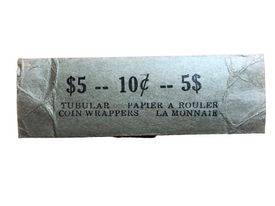 $5 -- 10¢ -- 5$
TUBULAR PAPIER A ROULER
COIN WRAPPERS LA MONNAIE